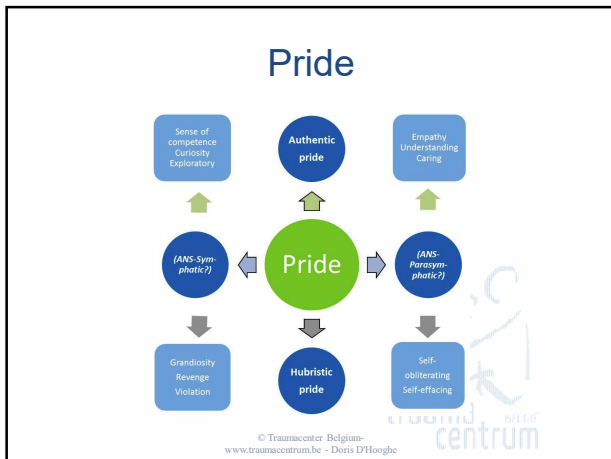 Pride
Sense of
competence
Curiosity
Exploratory
Authentic
pride
Empathy
Understanding
Caring
(ANS-Sym-
phatic?)
Pride
(ANS-
Parasym-
phatic?)
Grandiosity
Revenge
Violation
Hubristic
pride
Self-
obliterating
Self-effacing
centrum
© Traumacenter Belgium-
www.traumacentrum.be - Doris D'Hooghe